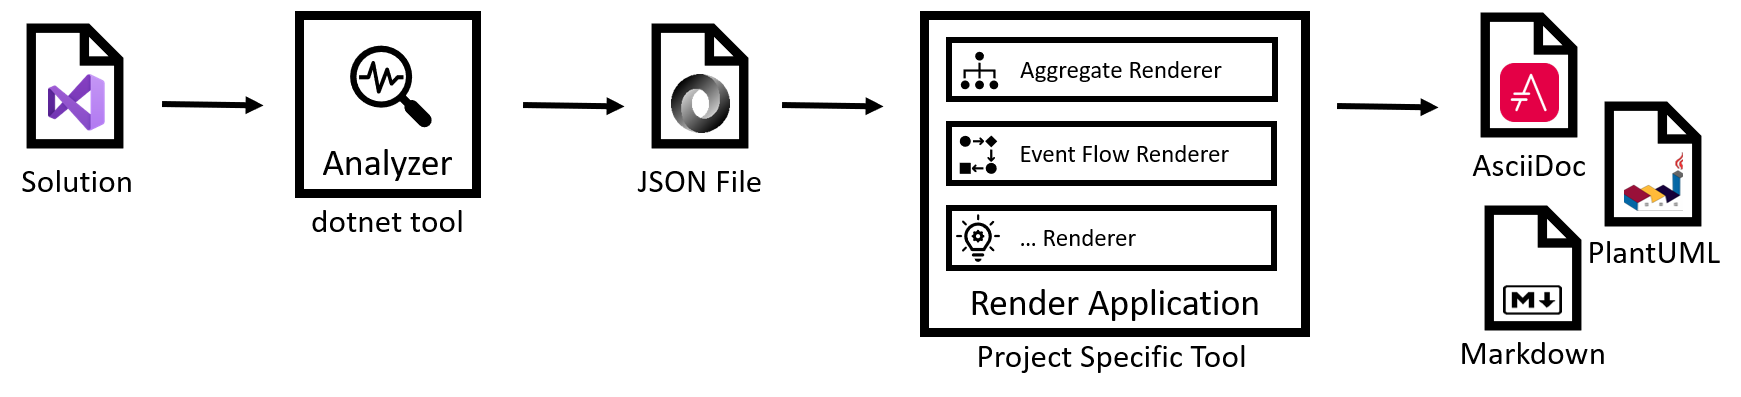 Solution
Analyzer
dotnet tool
JSON File
Aggregate Renderer
Event Flow Renderer
... Renderer
Render Application
Project Specific Tool
AsciiDoc
PlantUML
M
Markdown